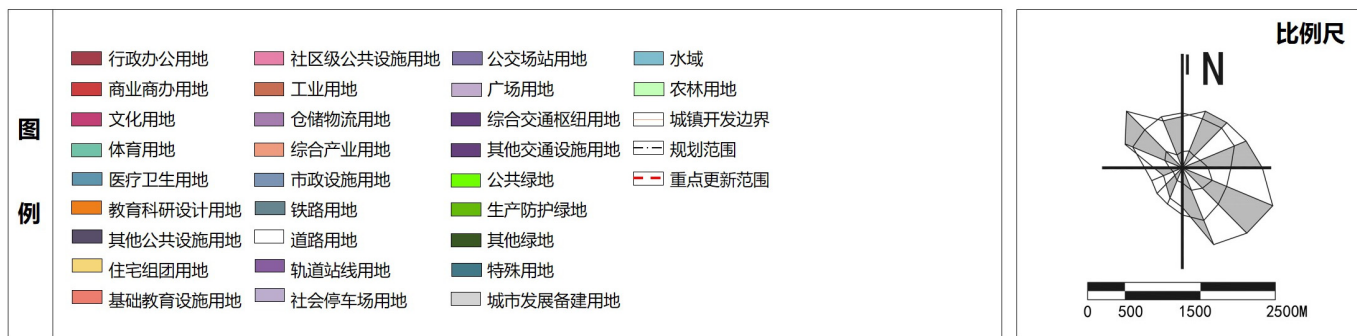 图例
行政办公用地
商业商办用地
文化用地
体育用地
医疗卫生用地
教育科研设计用地
其他公共设施用地
住宅组团用地
基础教育设施用地
社区级公共设施用地
工业用地
仓储物流用地
综合产业用地
市政设施用地
铁路用地
道路用地
轨道站线用地
社会停车场用地
公交场站用地
广场用地
综合交通枢纽用地
其他交通设施用地
公共绿地
生产防护绿地
其他绿地
特殊用地
城市发展备建用地
水域
农林用地
城镇开发边界
规划范围
重点更新范围
比例尺
N
0 500 1500 2500M